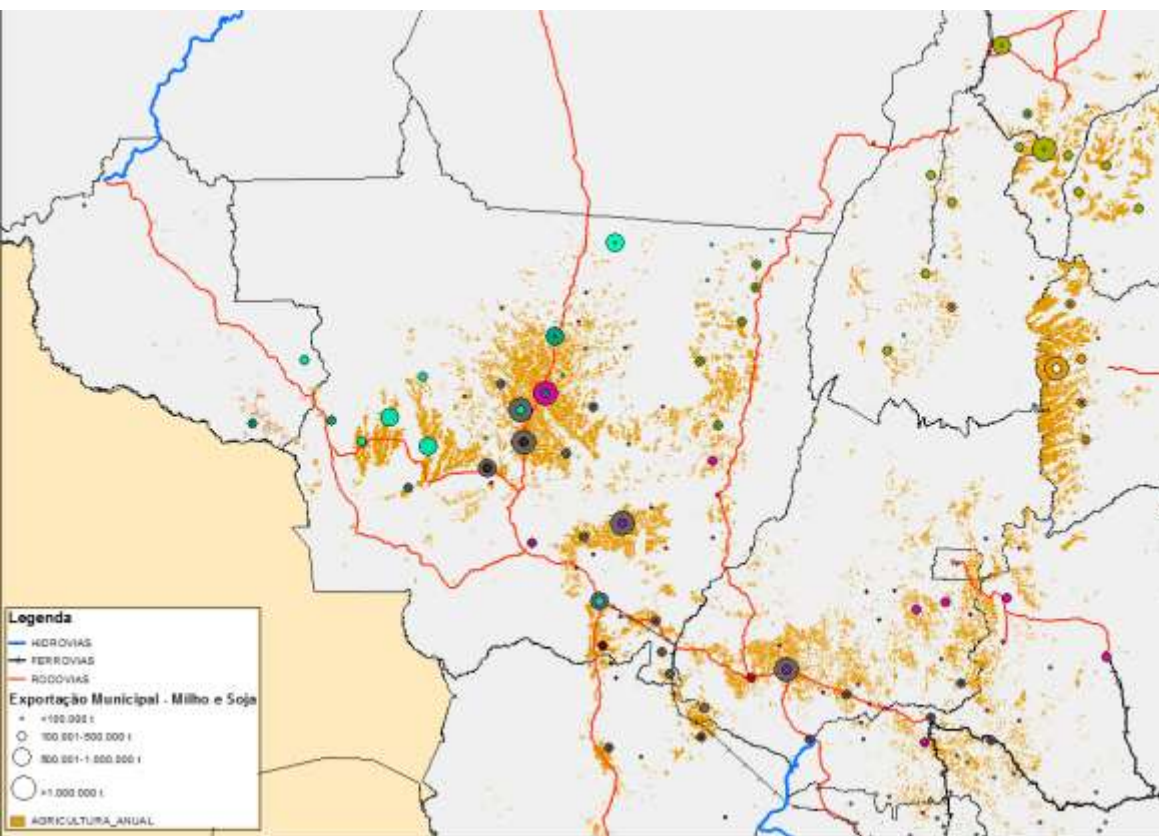 Legenda
HIDROVIAS
FERROVIAS
RODOVIAS
Exportação Municipal - Milho e Soja
<100.000 t
100.001-500.000 t
500.001-1.000.000 t
>1.000.000 t
AGRICULTURA_ANUAL